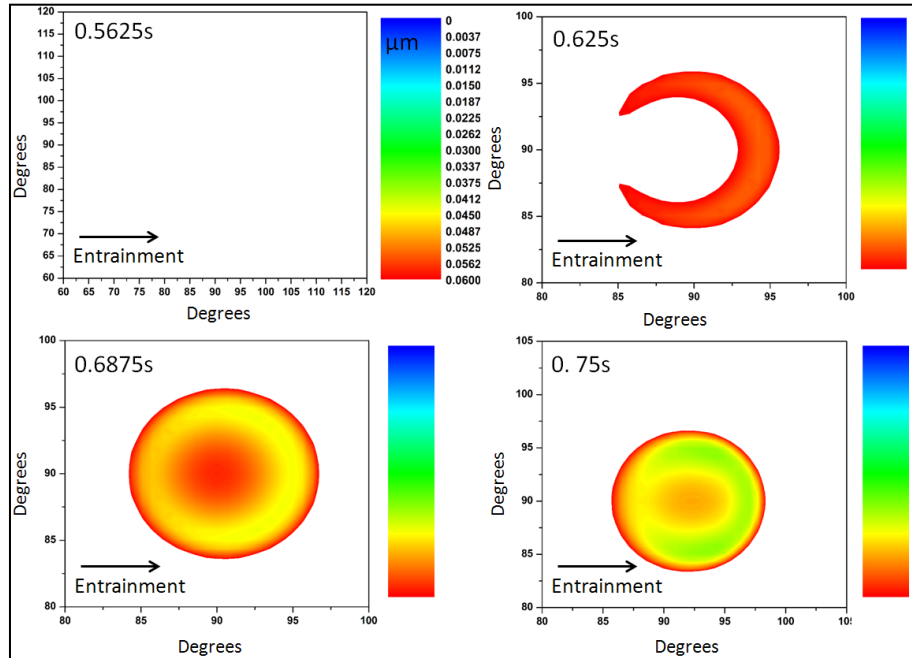 0.5625s
120
115
110
105
100
95
90
85
80
75
70
65
60
Degrees
Entrainment
60 65 70 75 80 85 90 95 100 105 110 115 120
Degrees
µm
0
0.0037
0.0075
0.0112
0.0150
0.0187
0.0225
0.0262
0.0300
0.0337
0.0375
0.0412
0.0450
0.0487
0.0525
0.0562
0.0600
0.625s
100
95
90
85
80
Degrees
Entrainment
80 85 90 95 100
Degrees
0.6875s
100
95
90
85
80
Degrees
Entrainment
80 85 90 95 100
Degrees
0. 75s
105
100
95
90
85
80
Degrees
Entrainment
80 85 90 95 100 105
Degrees